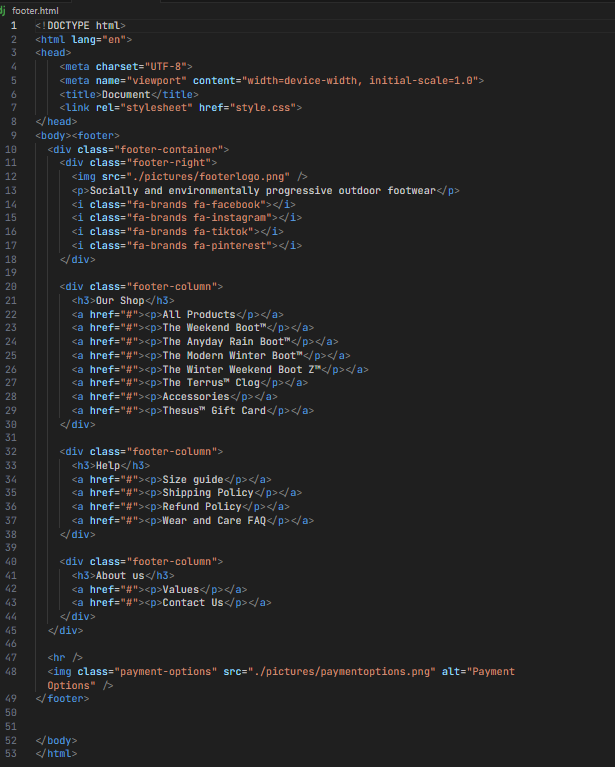 footer.html
1 <!DOCTYPE html>
2 <html lang="en">
3 <head>
4     <meta charset="UTF-8">
5     <meta name="viewport" content="width=device-width, initial-scale=1.0">
6     <title>Document</title>
7     <link rel="stylesheet" href="style.css">
8 </head>
9 <body><footer>
10   <div class="footer-container">
11     <div class="footer-right">
12       <img src="./pictures/footerlogo.png" />
13       <p>Socially and environmentally progressive outdoor footwear</p>
14       <i class="fa-brands fa-facebook"></i>
15       <i class="fa-brands fa-instagram"></i>
16       <i class="fa-brands fa-tiktok"></i>
17       <i class="fa-brands fa-pinterest"></i>
18     </div>
19
20     <div class="footer-column">
21       <h3>Our Shop</h3>
22       <a href="#"><p>All Products</p></a>
23       <a href="#"><p>The Weekend Boot™</p></a>
24       <a href="#"><p>The Anyday Rain Boot™</p></a>
25       <a href="#"><p>The Modern Winter Boot™</p></a>
26       <a href="#"><p>The Winter Weekend Boot Z™</p></a>
27       <a href="#"><p>The Terrus™ Clog</p></a>
28       <a href="#"><p>Accessories</p></a>
29       <a href="#"><p>Thesus™ Gift Card</p></a>
30     </div>
31
32     <div class="footer-column">
33       <h3>Help</h3>
34       <a href="#"><p>Size guide</p></a>
35       <a href="#"><p>Shipping Policy</p></a>
36       <a href="#"><p>Refund Policy</p></a>
37       <a href="#"><p>Wear and Care FAQ</p></a>
38     </div>
39
40     <div class="footer-column">
41       <h3>About us</h3>
42       <a href="#"><p>Values</p></a>
43       <a href="#"><p>Contact Us</p></a>
44     </div>
45   </div>
46
47   <hr />
48   <img class="payment-options" src="./pictures/paymentoptions.png" alt="Payment
Options" />
49 </footer>
50
51
52 </body>
53 </html>